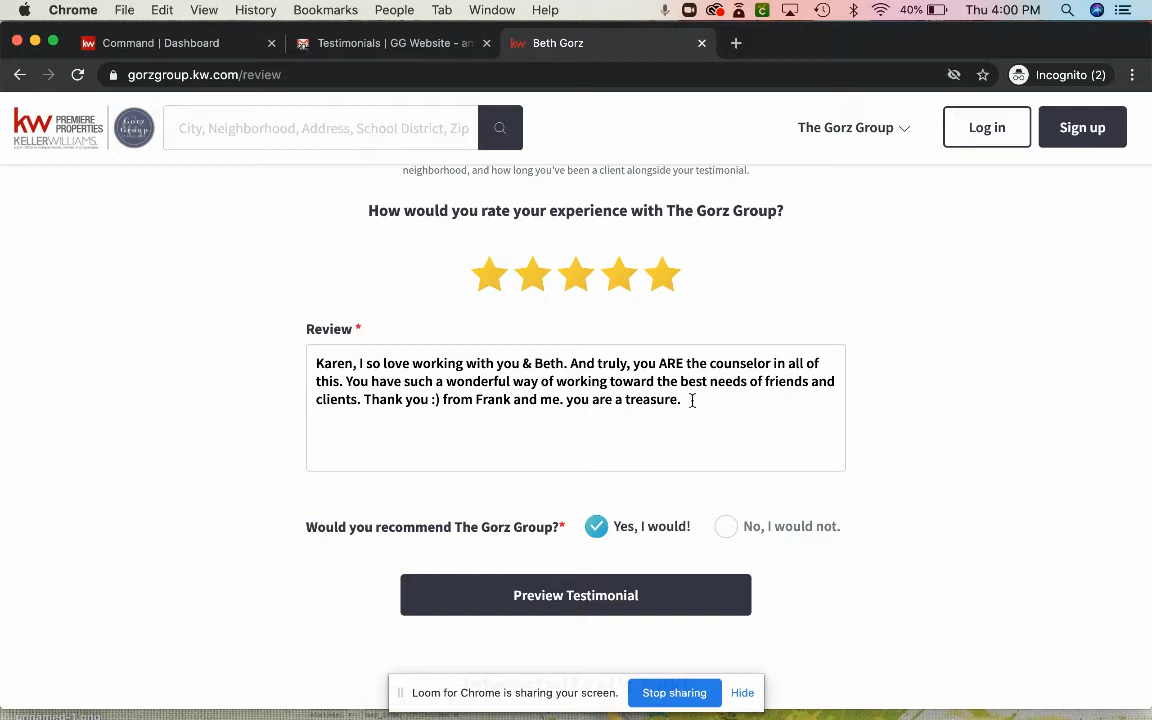 Chrome File Edit View History Bookmarks People Tab Window Help 40% Thu 4:00 PM
Command | Dashboard Testimonials | GG Website - an Beth Gorz
gorzgroup.kw.com/review Incognito (2)
kw PREMIERE PROPERTIES KELLERWILLIAMS. Gorz Group City, Neighborhood, Address, School District, Zip The Gorz Group Log in Sign up
neighborhood, and how long you've been a client alongside your testimonial.
How would you rate your experience with The Gorz Group?
Review *
Karen, I so love working with you & Beth. And truly, you ARE the counselor in all of
this. You have such a wonderful way of working toward the best needs of friends and
clients. Thank you :) from Frank and me. you are a treasure.
Would you recommend The Gorz Group?* Yes, I would! No, I would not.
Preview Testimonial
Loom for Chrome is sharing your screen. Stop sharing Hide
unnamed-1.png